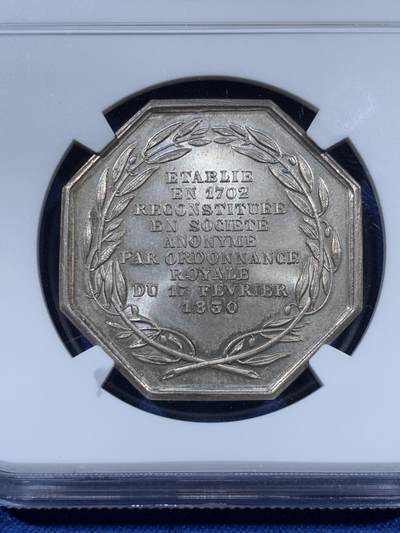 ÉTABLIE
EN 1702
RECONSTITUÉE
EN SOCIÉTÉ
ANONYME
PAR ORDONNANCE
ROYALE
DU 17 FÉVRIER
1830